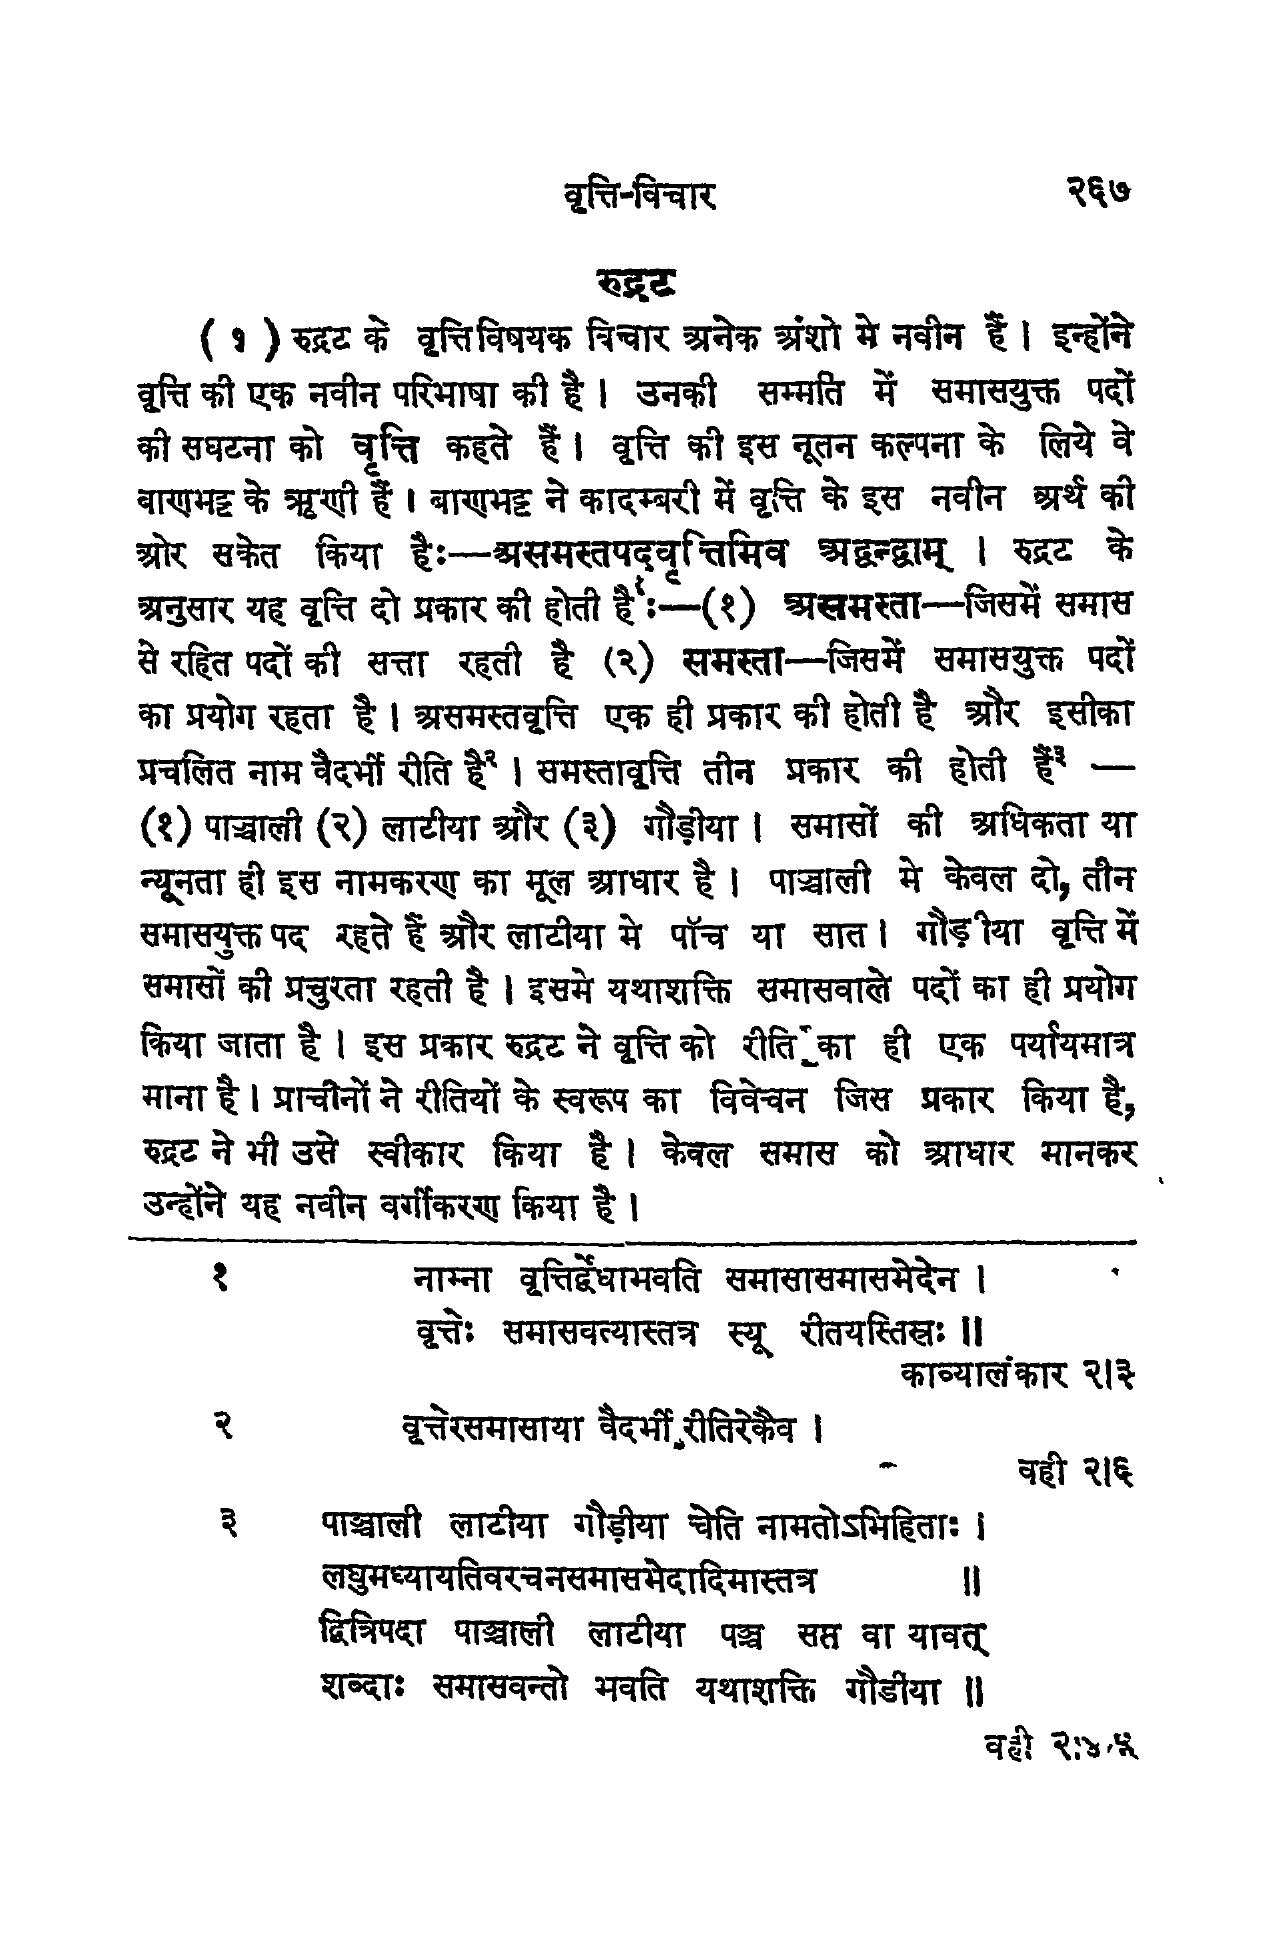 वृत्ति-विचार २६७
रुद्रट
( १ ) रुद्रट के वृत्तिविषयक विचार अनेक अंशो मे नवीन हैं । इन्होंने
वृत्ति की एक नवीन परिभाषा की है । उनकी सम्मति में समासयुक्त पदों
की सघटना को वृत्ति कहते हैं । वृत्ति की इस नूतन कल्पना के लिये वे
बाणभट्ट के ऋणी हैं । बाणभट्ट ने कादम्बरी में वृत्ति के इस नवीन अर्थ की
ओर सकेत किया है:—असमस्तपदवृत्तिमिव अद्वन्द्वाम् । रुद्रट के
अनुसार यह वृत्ति दो प्रकार की होती है१:—(१) असमस्ता—जिसमें समास
से रहित पदों की सत्ता रहती है (२) समस्ता—जिसमें समासयुक्त पदों
का प्रयोग रहता है । असमस्तवृत्ति एक ही प्रकार की होती है और इसीका
प्रचलित नाम वैदर्भी रीति है२ । समस्तावृत्ति तीन प्रकार की होती हैं३ —
(१) पाञ्चाली (२) लाटीया और (३) गौड़ीया । समासों की अधिकता या
न्यूनता ही इस नामकरण का मूल आधार है । पाञ्चाली मे केवल दो, तीन
समासयुक्त पद रहते हैं और लाटीया मे पाँच या सात । गौड़ीया वृत्ति में
समासों की प्रचुरता रहती है । इसमे यथाशक्ति समासवाले पदों का ही प्रयोग
किया जाता है । इस प्रकार रुद्रट ने वृत्ति को रीति का ही एक पर्यायमात्र
माना है । प्राचीनों ने रीतियों के स्वरूप का विवेचन जिस प्रकार किया है,
रुद्रट ने भी उसे स्वीकार किया है । केवल समास को आधार मानकर
उन्होंने यह नवीन वर्गीकरण किया है ।
१ नाम्ना वृत्तिर्द्वेधाभवति समासासमासभेदेन ।
वृत्तेः समासवत्यास्तत्र स्यू रीतयस्तिस्रः ॥
काव्यालंकार २।३
२ वृत्तेरसमासाया वैदर्भी रीतिरेकैव ।
वही २।६
३ पाञ्चाली लाटीया गौड़ीया चेति नामतोऽभिहिताः ।
लघुमध्यायतिवरचनसमासभेदादिमास्तत्र ॥
द्वित्रिपदा पाञ्चाली लाटीया पञ्च सप्त वा यावत्
शब्दाः समासवन्तो भवति यथाशक्ति गौडीया ॥
वही २।४,५